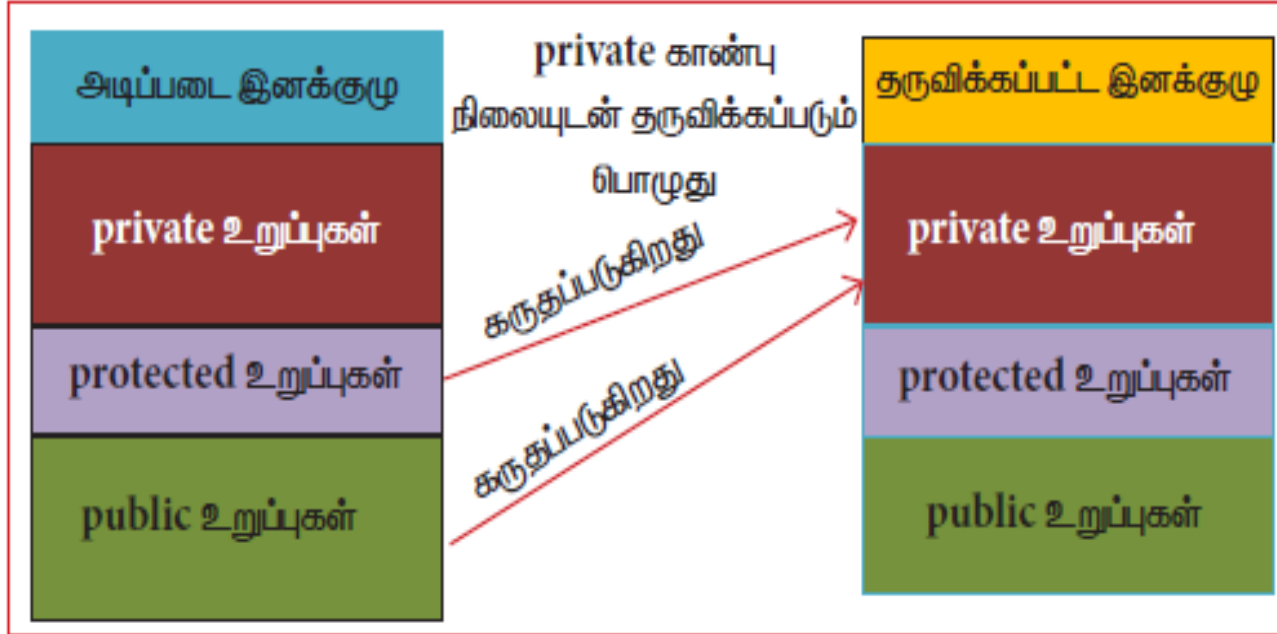 அடிப்படை இனக்குழு
private உறுப்புகள்
protected உறுப்புகள்
public உறுப்புகள்
private காண்பு
நிலையுடன் தருவிக்கப்படும்
பொழுது
கருதப்படுகிறது
கருதப்படுகிறது
தருவிக்கப்பட்ட இனக்குழு
private உறுப்புகள்
protected உறுப்புகள்
public உறுப்புகள்